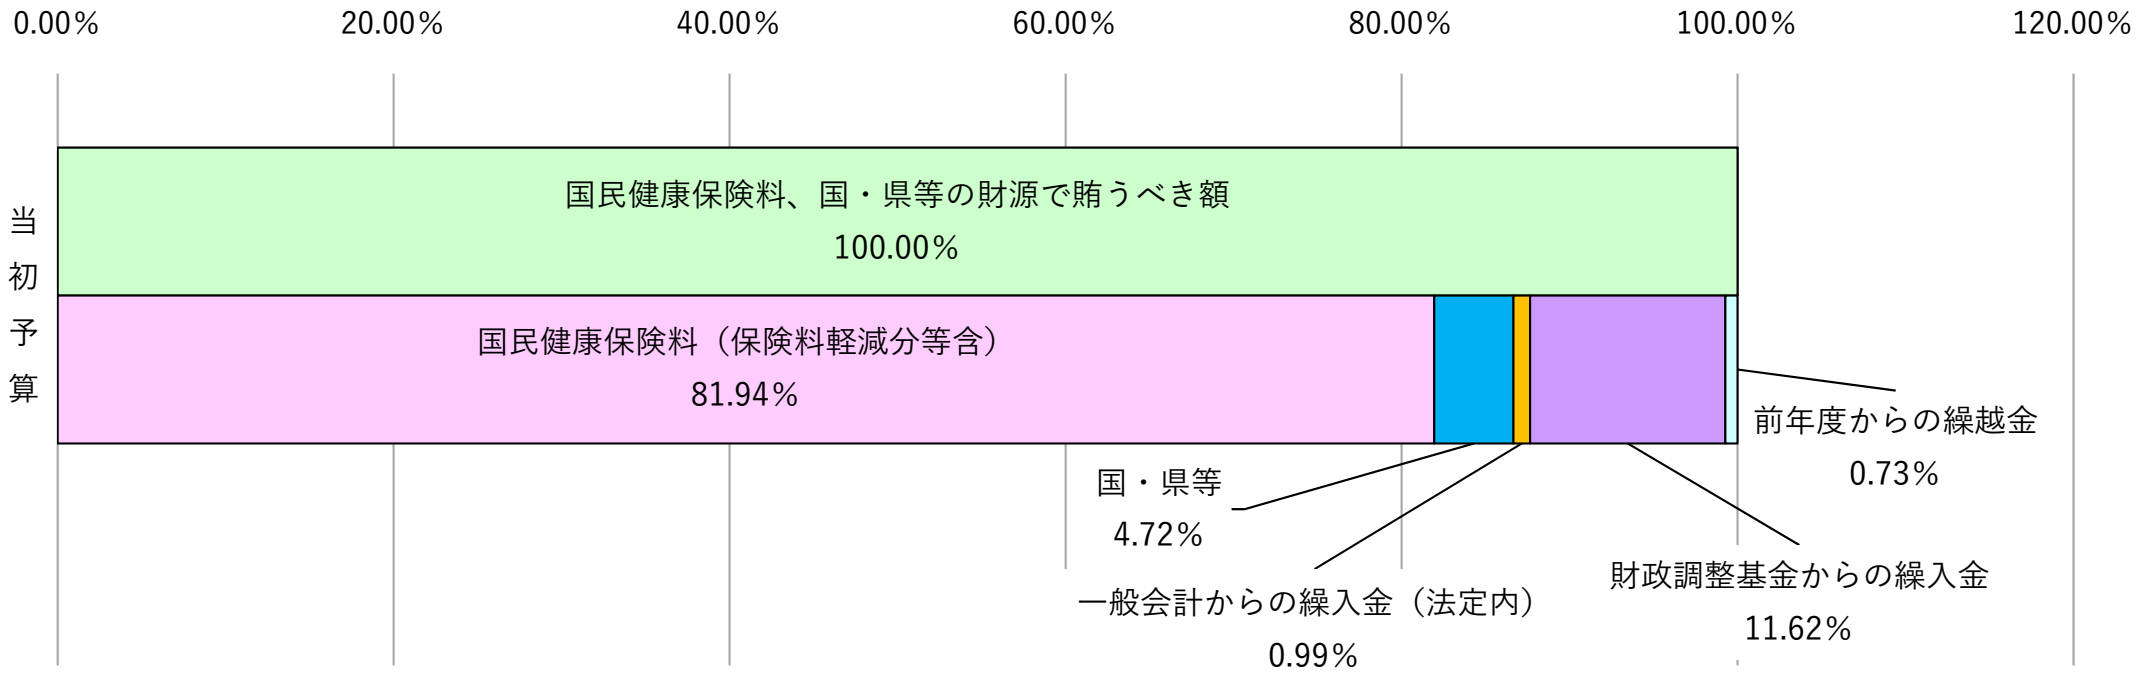 0.00%
20.00%
40.00%
60.00%
80.00%
100.00%
120.00%
当初予算
国民健康保険料、国・県等の財源で賄うべき額
100.00%
国民健康保険料（保険料軽減分等含）
81.94%
国・県等
4.72%
一般会計からの繰入金（法定内）
0.99%
財政調整基金からの繰入金
11.62%
前年度からの繰越金
0.73%